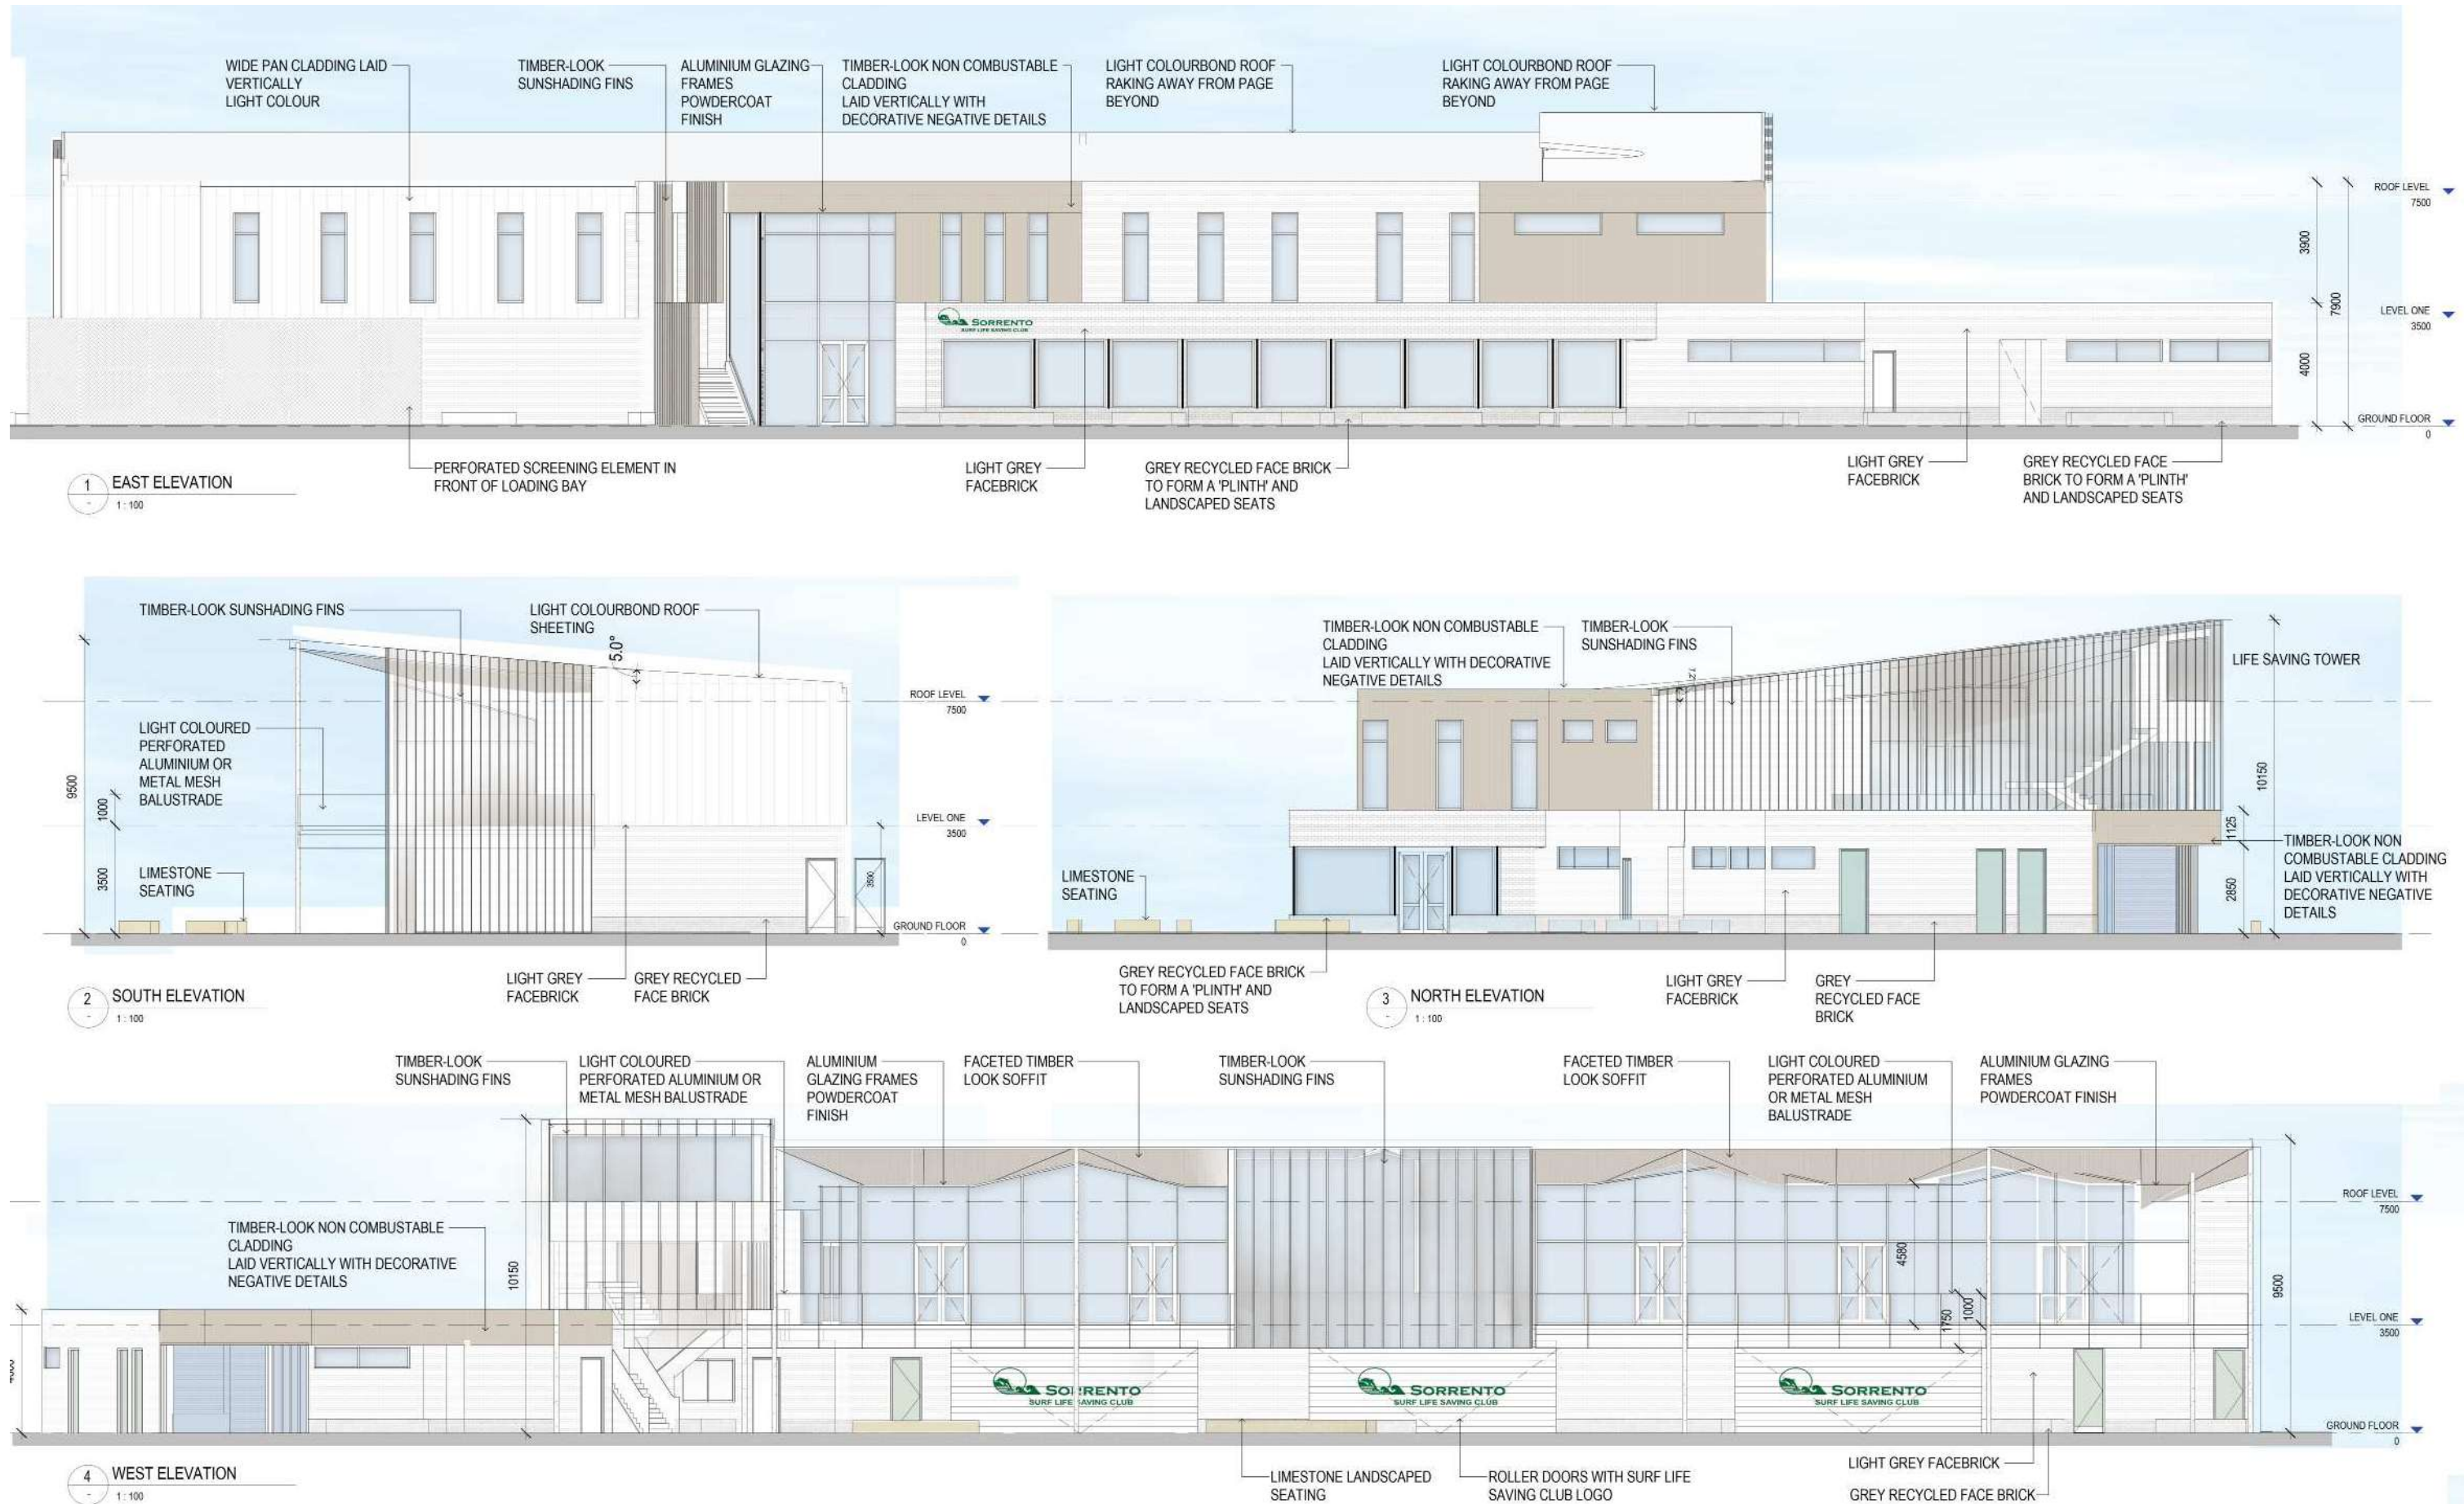 WIDE PAN CLADDING LAID
VERTICALLY
LIGHT COLOUR
TIMBER-LOOK
SUNSHADING FINS
ALUMINIUM GLAZING
FRAMES
POWDERCOAT
FINISH
TIMBER-LOOK NON COMBUSTABLE
CLADDING
LAID VERTICALLY WITH
DECORATIVE NEGATIVE DETAILS
LIGHT COLOURBOND ROOF
RAKING AWAY FROM PAGE
BEYOND
LIGHT COLOURBOND ROOF
RAKING AWAY FROM PAGE
BEYOND
ROOF LEVEL
7500
3900
7900
LEVEL ONE
3500
4000
GROUND FLOOR
0
SORRENTO
SURF LIFE SAVING CLUB
PERFORATED SCREENING ELEMENT IN
FRONT OF LOADING BAY
LIGHT GREY
FACEBRICK
GREY RECYCLED FACE BRICK
TO FORM A 'PLINTH' AND
LANDSCAPED SEATS
LIGHT GREY
FACEBRICK
GREY RECYCLED FACE
BRICK TO FORM A 'PLINTH'
AND LANDSCAPED SEATS
1
-
EAST ELEVATION
1 : 100
TIMBER-LOOK SUNSHADING FINS
LIGHT COLOURBOND ROOF
SHEETING
5.0°
LIGHT COLOURED
PERFORATED
ALUMINIUM OR
METAL MESH
BALUSTRADE
LIMESTONE
SEATING
9500
1000
3500
3500
ROOF LEVEL
7500
LEVEL ONE
3500
GROUND FLOOR
0
LIGHT GREY
FACEBRICK
GREY RECYCLED
FACE BRICK
2
-
SOUTH ELEVATION
1 : 100
TIMBER-LOOK NON COMBUSTABLE
CLADDING
LAID VERTICALLY WITH DECORATIVE
NEGATIVE DETAILS
TIMBER-LOOK
SUNSHADING FINS
LIFE SAVING TOWER
10150
1125
2850
TIMBER-LOOK NON
COMBUSTABLE CLADDING
LAID VERTICALLY WITH
DECORATIVE NEGATIVE
DETAILS
LIMESTONE
SEATING
GREY RECYCLED FACE BRICK
TO FORM A 'PLINTH' AND
LANDSCAPED SEATS
LIGHT GREY
FACEBRICK
GREY
RECYCLED FACE
BRICK
3
-
NORTH ELEVATION
1 : 100
TIMBER-LOOK
SUNSHADING FINS
LIGHT COLOURED
PERFORATED ALUMINIUM OR
METAL MESH BALUSTRADE
ALUMINIUM
GLAZING FRAMES
POWDERCOAT
FINISH
FACETED TIMBER
LOOK SOFFIT
TIMBER-LOOK
SUNSHADING FINS
FACETED TIMBER
LOOK SOFFIT
LIGHT COLOURED
PERFORATED ALUMINIUM
OR METAL MESH
BALUSTRADE
ALUMINIUM GLAZING
FRAMES
POWDERCOAT FINISH
TIMBER-LOOK NON COMBUSTABLE
CLADDING
LAID VERTICALLY WITH DECORATIVE
NEGATIVE DETAILS
10150
4580
1750
1000
9500
ROOF LEVEL
7500
LEVEL ONE
3500
GROUND FLOOR
0
SORRENTO
SURF LIFE SAVING CLUB
SORRENTO
SURF LIFE SAVING CLUB
SORRENTO
SURF LIFE SAVING CLUB
LIMESTONE LANDSCAPED
SEATING
ROLLER DOORS WITH SURF LIFE
SAVING CLUB LOGO
LIGHT GREY FACEBRICK
GREY RECYCLED FACE BRICK
4
-
WEST ELEVATION
1 : 100